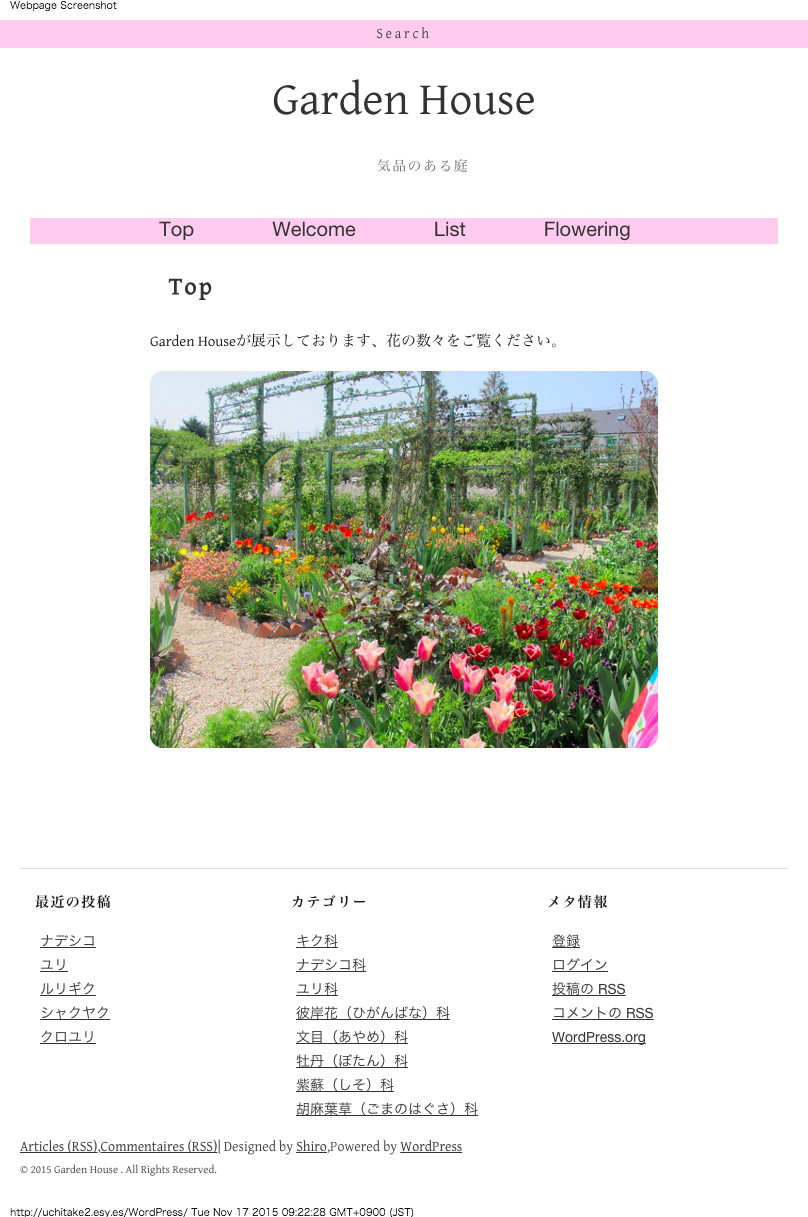 Webpage Screenshot
Search
Garden House
気品のある庭
Top Welcome List Flowering
Top
Garden Houseが展示しております、花の数々をご覧ください。
最近の投稿
ナデシコ
ユリ
ルリギク
シャクヤク
クロユリ
カテゴリー
キク科
ナデシコ科
ユリ科
彼岸花（ひがんばな）科
文目（あやめ）科
牡丹（ぼたん）科
紫蘇（しそ）科
胡麻葉草（ごまのはぐさ）科
メタ情報
登録
ログイン
投稿の RSS
コメントの RSS
WordPress.org
Articles (RSS),Commentaires (RSS)| Designed by Shiro,Powered by WordPress
© 2015 Garden House . All Rights Reserved.
http://uchitake2.esy.es/WordPress/ Tue Nov 17 2015 09:22:28 GMT+0900 (JST)